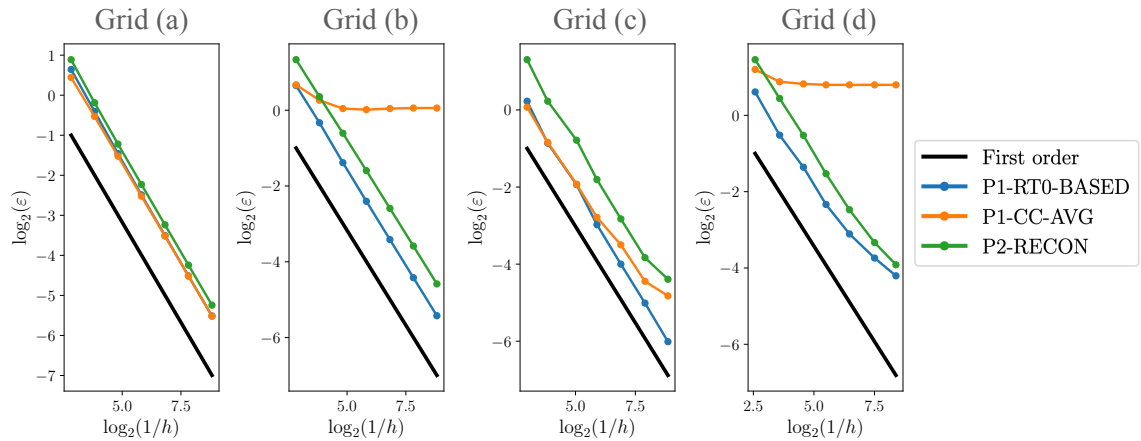 Grid (a)
Grid (b)
Grid (c)
Grid (d)
1
0
−1
−2
−3
−4
−5
−6
−7
log₂(ε)
5.0
7.5
log₂(1/h)
0
−2
−4
−6
log₂(ε)
5.0
7.5
log₂(1/h)
0
−2
−4
−6
log₂(ε)
5.0
7.5
log₂(1/h)
0
−2
−4
−6
log₂(ε)
2.5
5.0
7.5
log₂(1/h)
First order
P1-RT0-BASED
P1-CC-AVG
P2-RECON